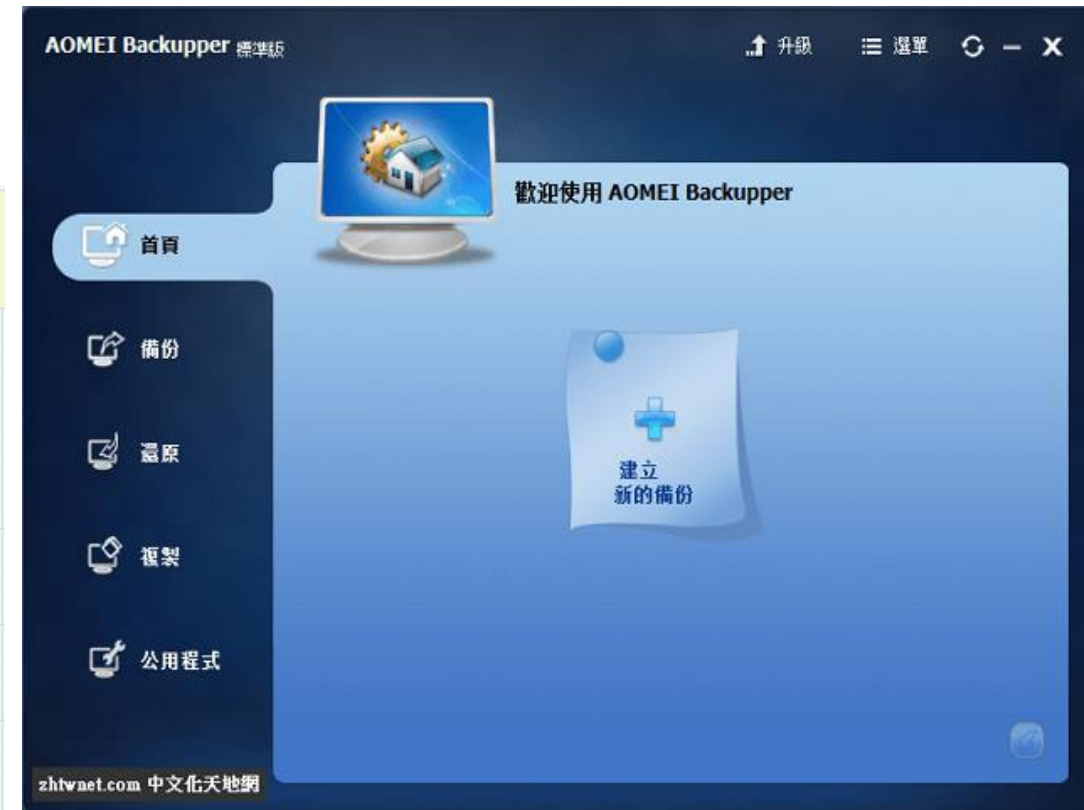 AOMEI Backupper 標準版
升級
選單
歡迎使用 AOMEI Backupper
首頁
備份
還原
複製
公用程式
建立
新的備份
zhtwnet.com 中文化天地網